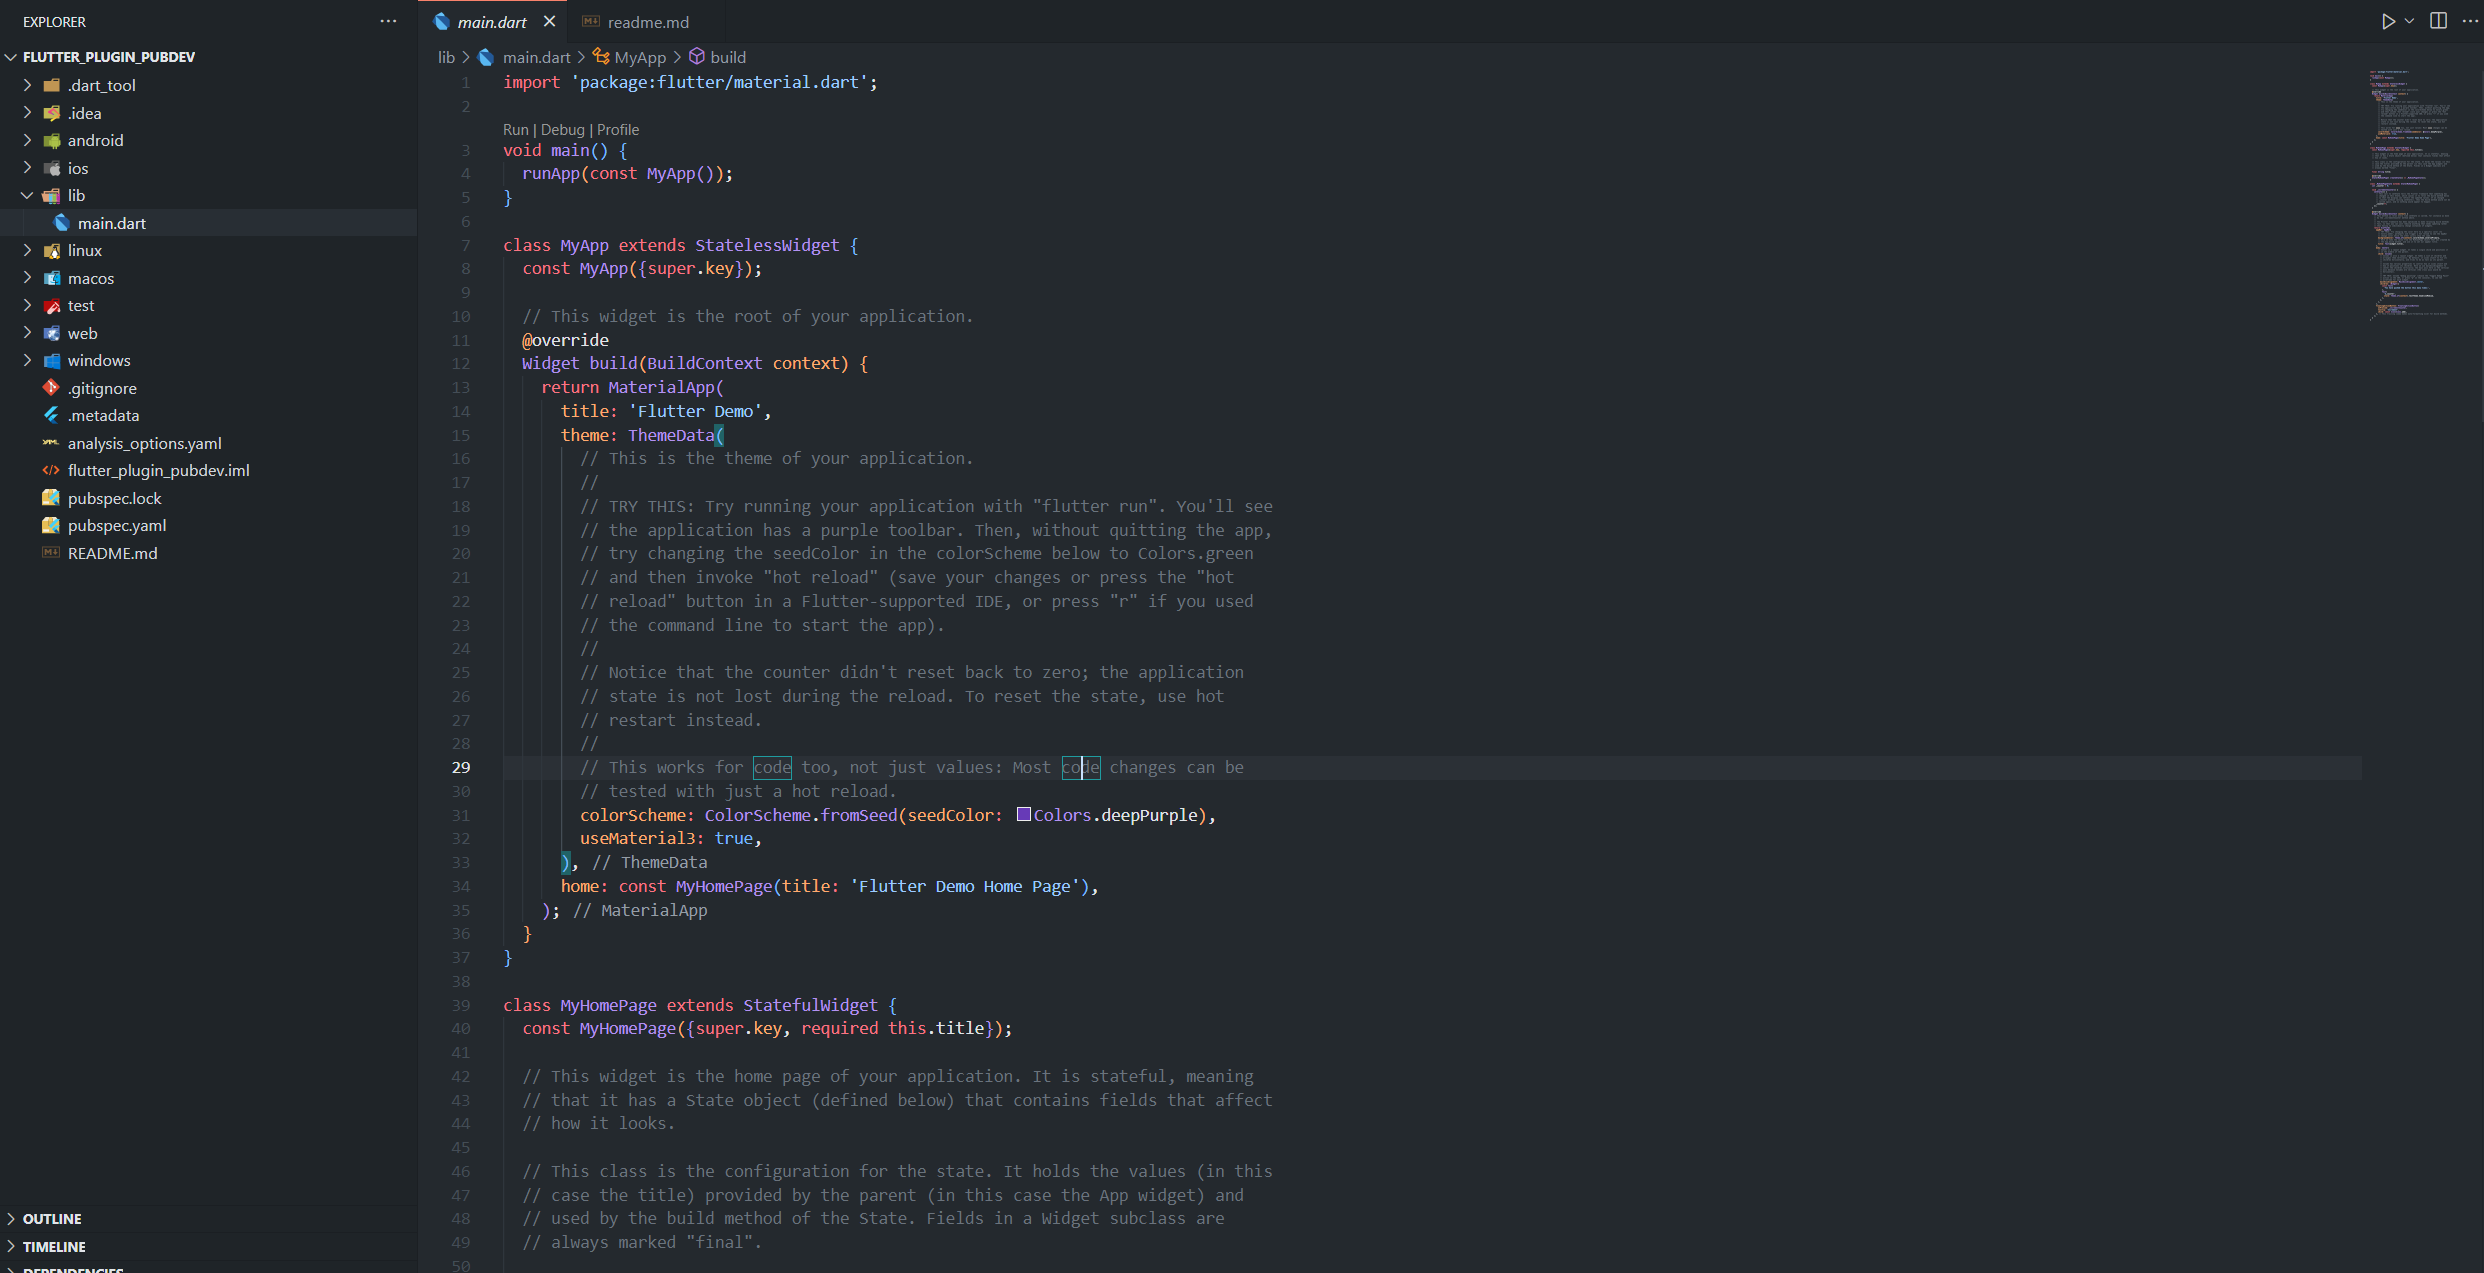 EXPLORER
FLUTTER_PLUGIN_PUBDEV
.dart_tool
.idea
android
ios
lib
main.dart
linux
macos
test
web
windows
.gitignore
.metadata
analysis_options.yaml
flutter_plugin_pubdev.iml
pubspec.lock
pubspec.yaml
README.md
OUTLINE
TIMELINE
DEPENDENCIES
main.dart
readme.md
lib > main.dart > MyApp > build
1 import 'package:flutter/material.dart';
2
Run | Debug | Profile
3 void main() {
4   runApp(const MyApp());
5 }
6
7 class MyApp extends StatelessWidget {
8   const MyApp({super.key});
9
10   // This widget is the root of your application.
11   @override
12   Widget build(BuildContext context) {
13     return MaterialApp(
14       title: 'Flutter Demo',
15       theme: ThemeData(
16         // This is the theme of your application.
17         //
18         // TRY THIS: Try running your application with "flutter run". You'll see
19         // the application has a purple toolbar. Then, without quitting the app,
20         // try changing the seedColor in the colorScheme below to Colors.green
21         // and then invoke "hot reload" (save your changes or press the "hot
22         // reload" button in a Flutter-supported IDE, or press "r" if you used
23         // the command line to start the app).
24         //
25         // Notice that the counter didn't reset back to zero; the application
26         // state is not lost during the reload. To reset the state, use hot
27         // restart instead.
28         //
29         // This works for code too, not just values: Most code changes can be
30         // tested with just a hot reload.
31         colorScheme: ColorScheme.fromSeed(seedColor: Colors.deepPurple),
32         useMaterial3: true,
33       ), // ThemeData
34       home: const MyHomePage(title: 'Flutter Demo Home Page'),
35     ); // MaterialApp
36   }
37 }
38
39 class MyHomePage extends StatefulWidget {
40   const MyHomePage({super.key, required this.title});
41
42   // This widget is the home page of your application. It is stateful, meaning
43   // that it has a State object (defined below) that contains fields that affect
44   // how it looks.
45
46   // This class is the configuration for the state. It holds the values (in this
47   // case the title) provided by the parent (in this case the App widget) and
48   // used by the build method of the State. Fields in a Widget subclass are
49   // always marked "final".
50